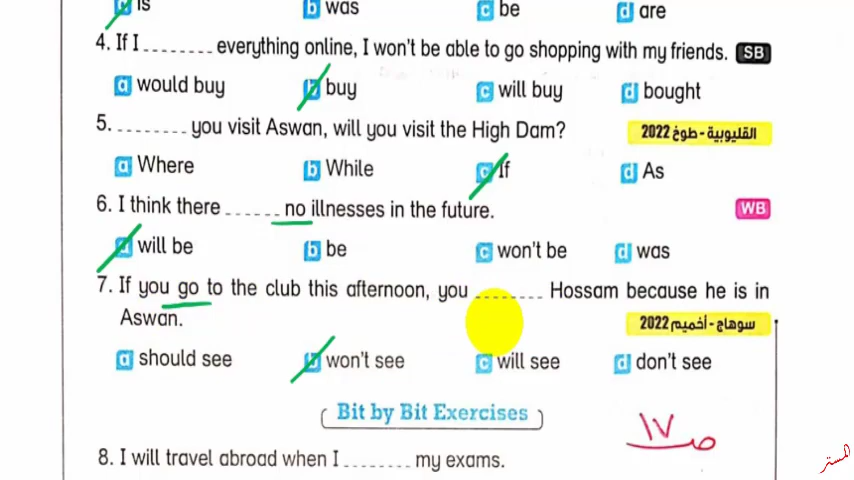 a is b was c be d are
4. If I ________ everything online, I won't be able to go shopping with my friends. SB
a would buy b buy c will buy d bought
5. ________ you visit Aswan, will you visit the High Dam? القليوبية - طوخ 2022
a Where b While c If d As
6. I think there ______ no illnesses in the future. WB
a will be b be c won't be d was
7. If you go to the club this afternoon, you ________ Hossam because he is in
Aswan. سوهاج - أخميم 2022
a should see b won't see c will see d don't see
Bit by Bit Exercises
ص ١٧
8. I will travel abroad when I ________ my exams.
المستر